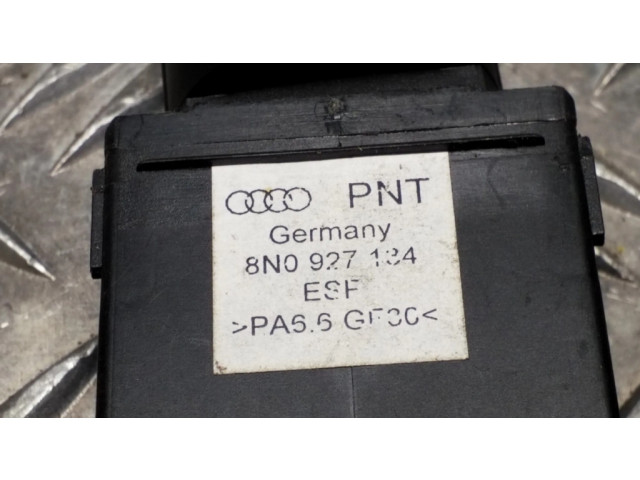 PNT
Germany
8N0 927 134
ESP
>PA6.6 GF30<